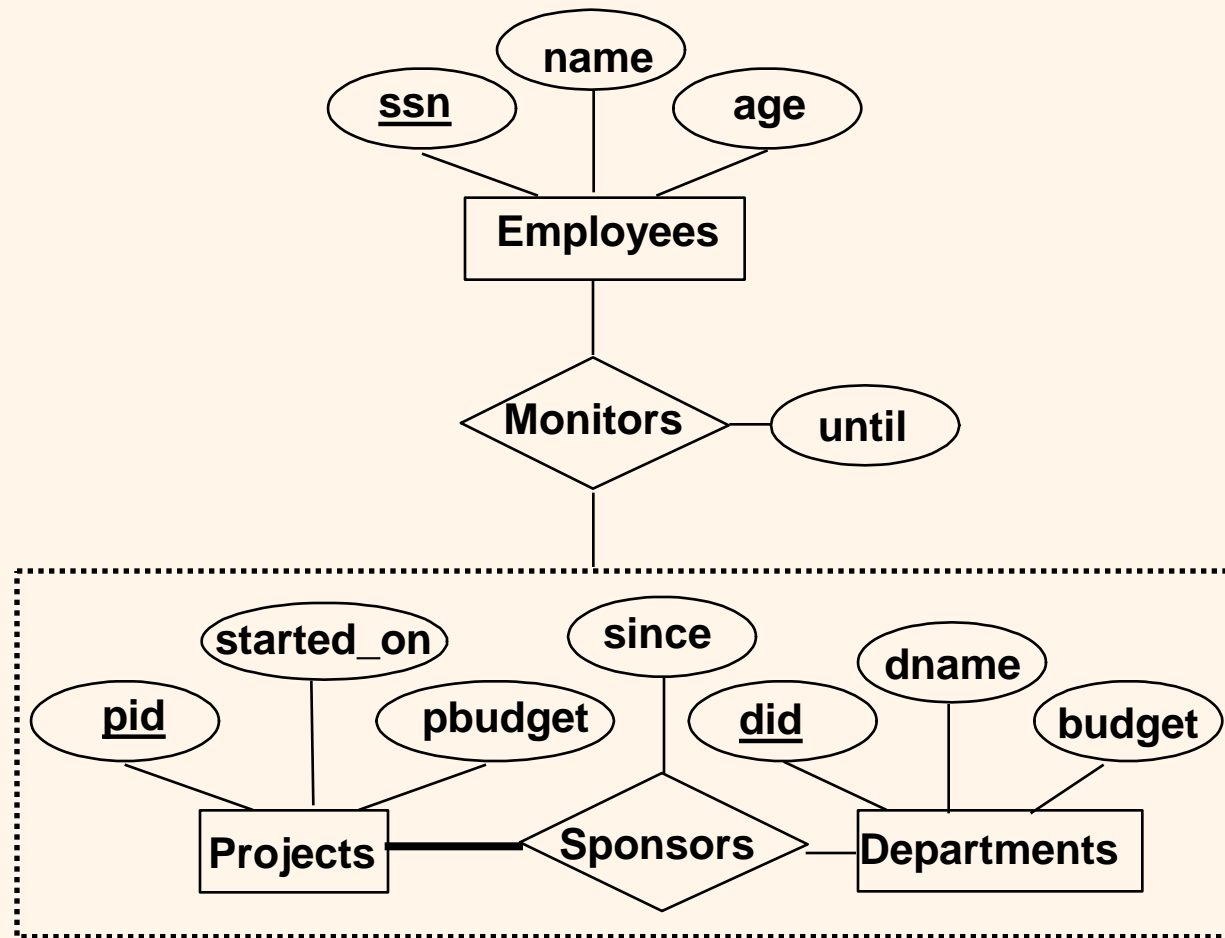 name
ssn
age
Employees
Monitors
until
started_on
since
dname
pid
pbudget
did
budget
Projects
Sponsors
Departments